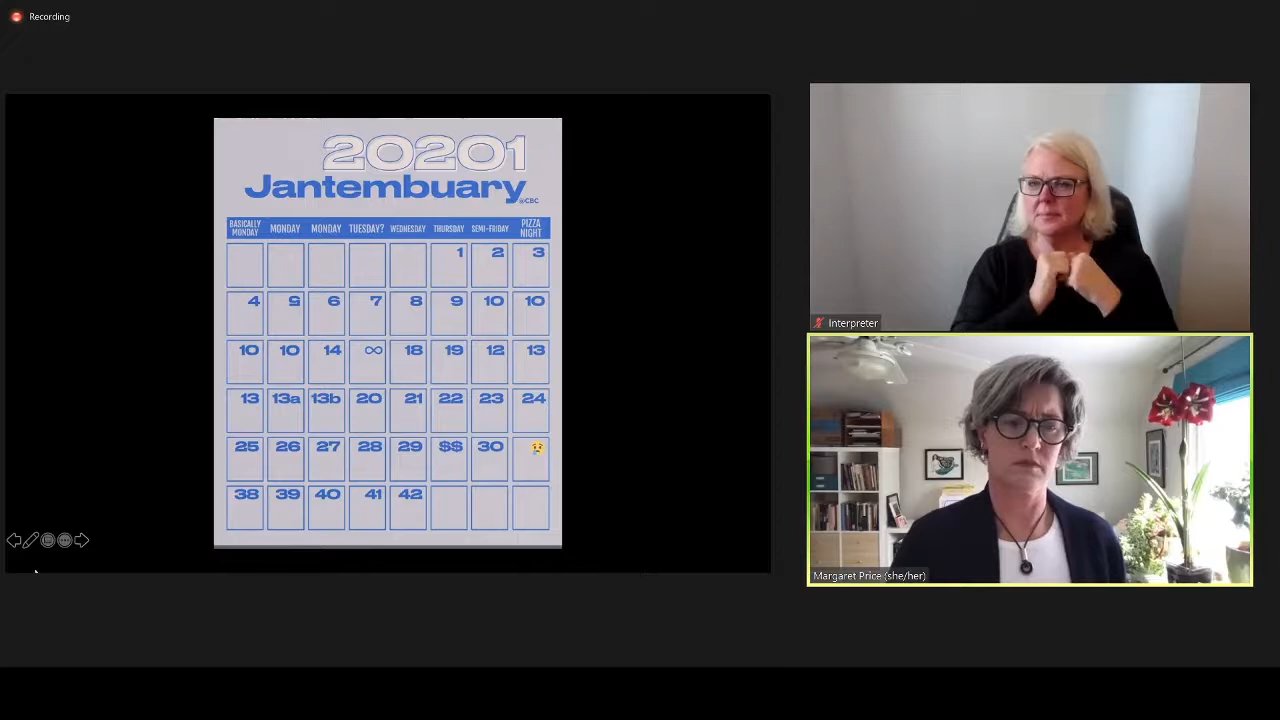 Recording
20201
Jantembuary
CBC
BASICALLY MONDAY MONDAY MONDAY TUESDAY? WEDNESDAY THURSDAY SEMI-FRIDAY PIZZA NIGHT
1 2 3
4 5 6 7 8 9 10 10
10 10 14 ∞ 18 19 12 13
13 13a 13b 20 21 22 23 24
25 26 27 28 29 $$ 30 😢
38 39 40 41 42
Interpreter
Margaret Price (she/her)